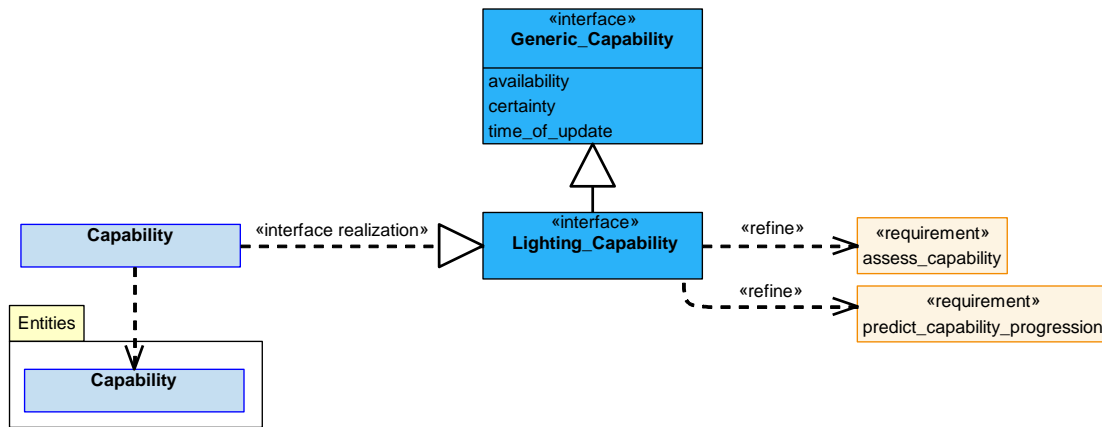 «interface»
Generic_Capability
availability
certainty
time_of_update
Capability
«interface realization»
«interface»
Lighting_Capability
«refine»
«requirement»
assess_capability
«refine»
«requirement»
predict_capability_progression
Entities
Capability